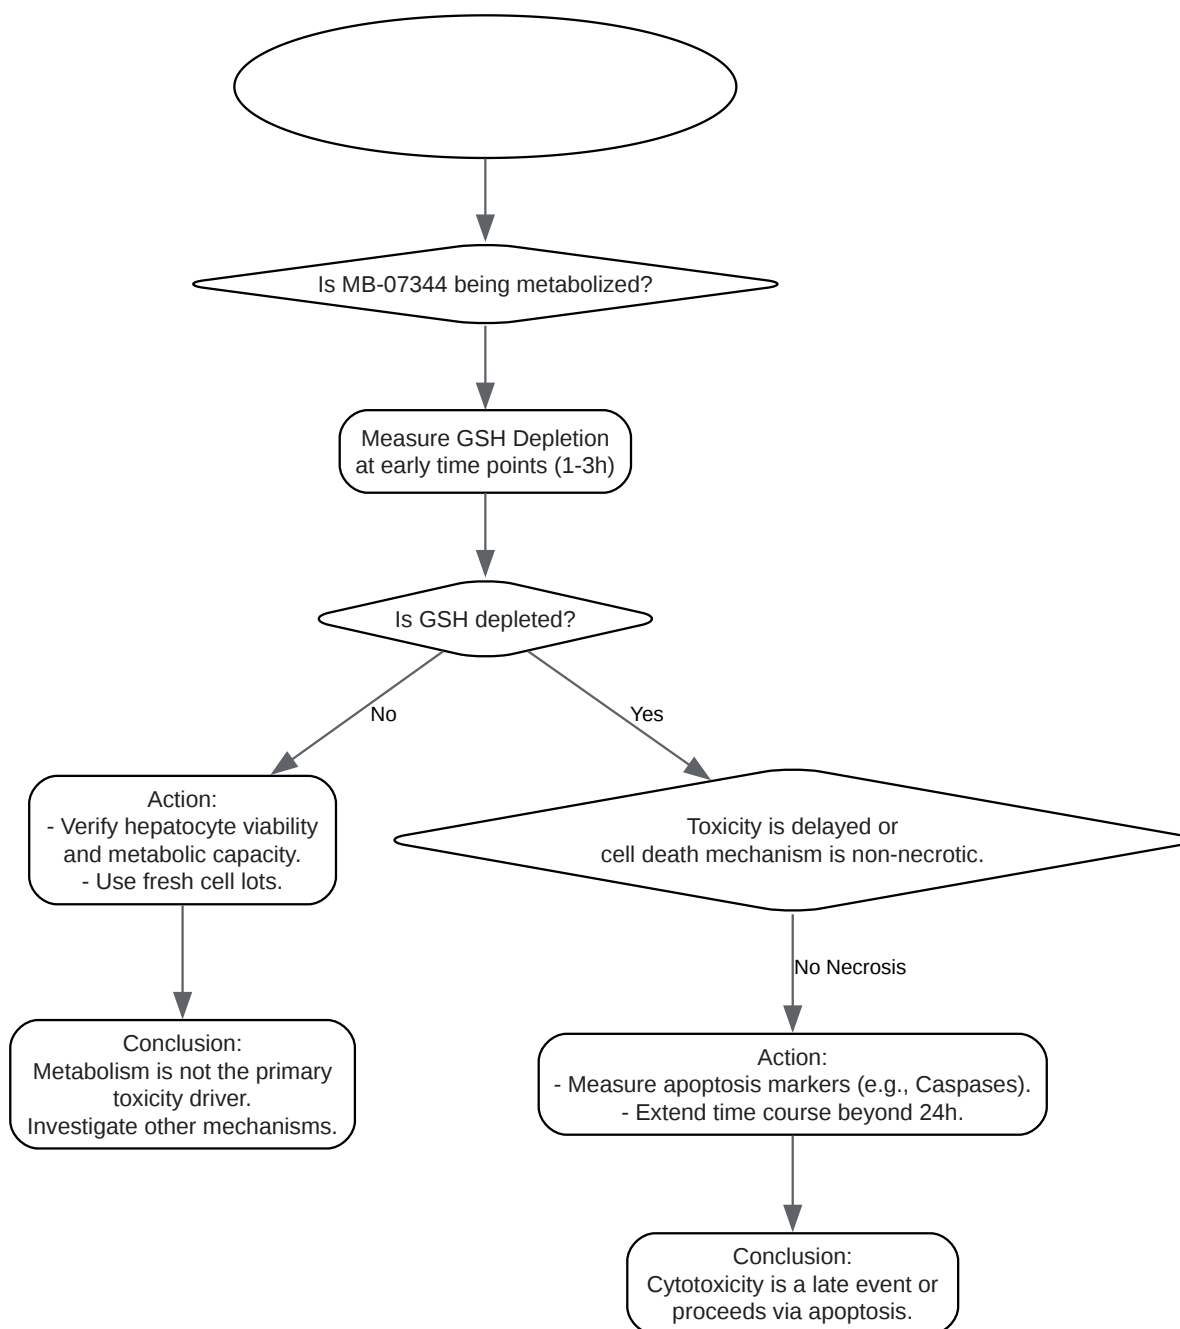 Is MB-07344 being metabolized?
Measure GSH Depletion
at early time points (1-3h)
Is GSH depleted?
No
Yes
Action:
- Verify hepatocyte viability
and metabolic capacity.
- Use fresh cell lots.
Toxicity is delayed or
cell death mechanism is non-necrotic.
No Necrosis
Conclusion:
Metabolism is not the primary
toxicity driver.
Investigate other mechanisms.
Action:
- Measure apoptosis markers (e.g., Caspases).
- Extend time course beyond 24h.
Conclusion:
Cytotoxicity is a late event or
proceeds via apoptosis.